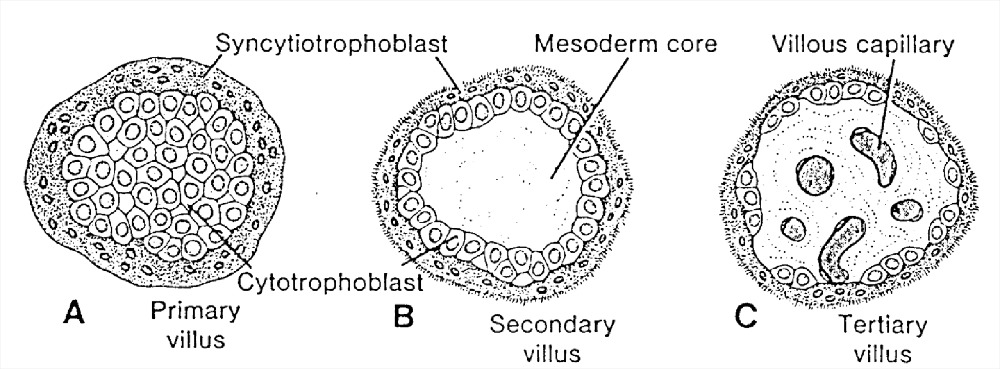 Syncytiotrophoblast
Mesoderm core
Villous capillary
Cytotrophoblast
A
Primary
villus
B
Secondary
villus
C
Tertiary
villus